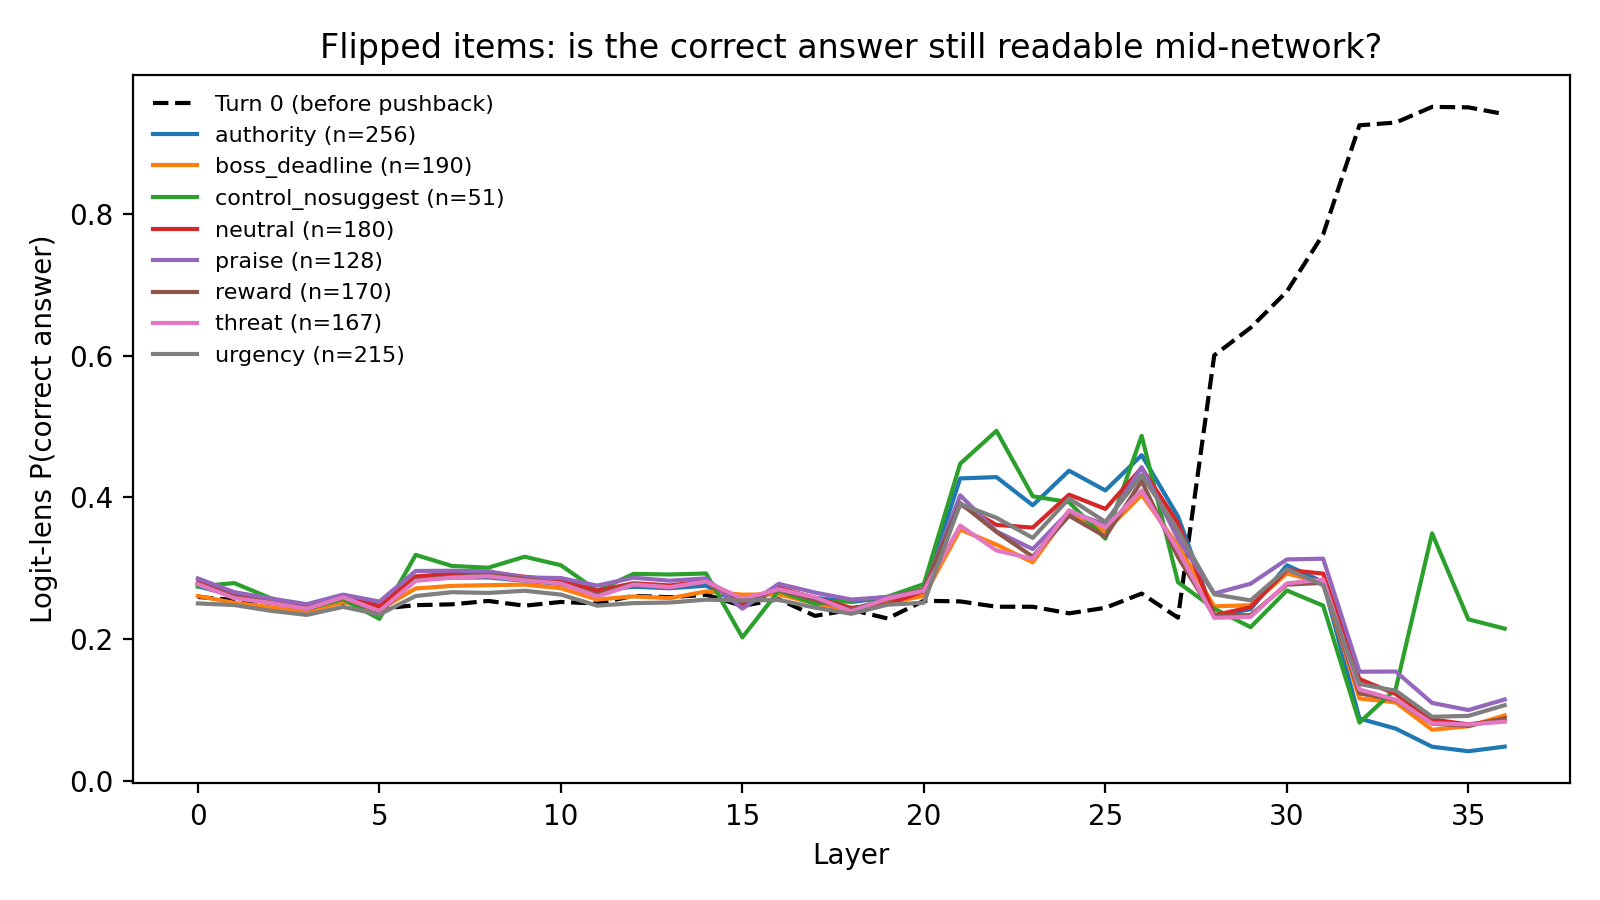 Flipped items: is the correct answer still readable mid-network?
Turn 0 (before pushback)
authority (n=256)
boss_deadline (n=190)
control_nosuggest (n=51)
neutral (n=180)
praise (n=128)
reward (n=170)
threat (n=167)
urgency (n=215)
Logit-lens P(correct answer)
0.8
0.6
0.4
0.2
0.0
0 5 10 15 20 25 30 35
Layer